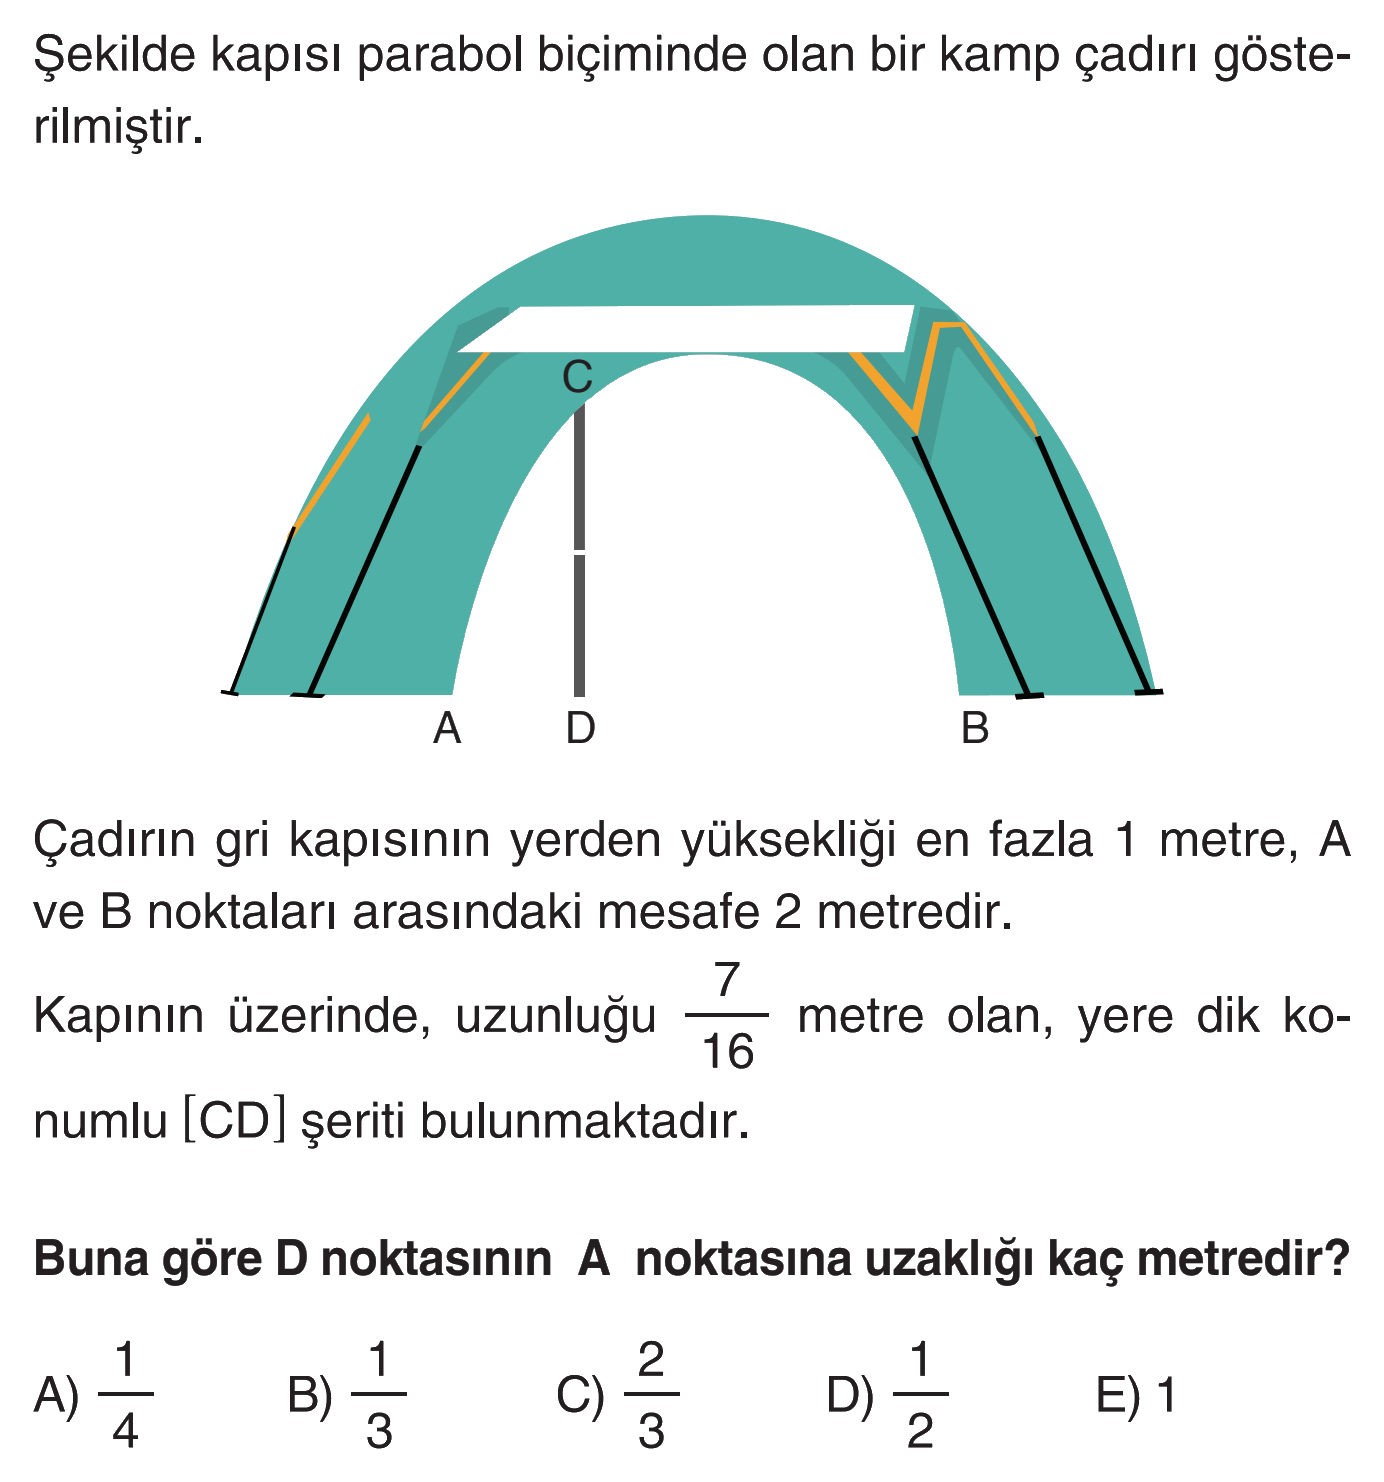 Şekilde kapısı parabol biçiminde olan bir kamp çadırı göste-
rilmiştir.
C
A D B
Çadırın gri kapısının yerden yüksekliği en fazla 1 metre, A
ve B noktaları arasındaki mesafe 2 metredir.
Kapının üzerinde, uzunluğu 7/16 metre olan, yere dik ko-
numlu [CD] şeriti bulunmaktadır.
Buna göre D noktasının A noktasına uzaklığı kaç metredir?
A) 1/4 B) 1/3 C) 2/3 D) 1/2 E) 1